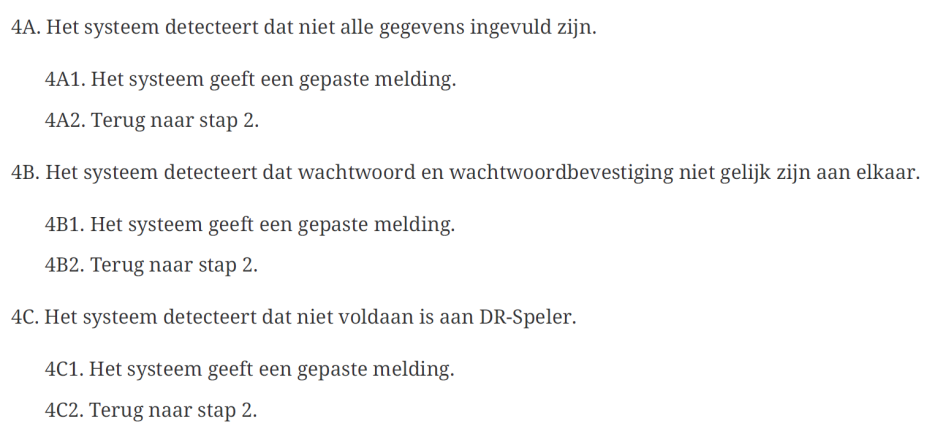 4A. Het systeem detecteert dat niet alle gegevens ingevuld zijn.
4A1. Het systeem geeft een gepaste melding.
4A2. Terug naar stap 2.
4B. Het systeem detecteert dat wachtwoord en wachtwoordbevestiging niet gelijk zijn aan elkaar.
4B1. Het systeem geeft een gepaste melding.
4B2. Terug naar stap 2.
4C. Het systeem detecteert dat niet voldaan is aan DR-Speler.
4C1. Het systeem geeft een gepaste melding.
4C2. Terug naar stap 2.